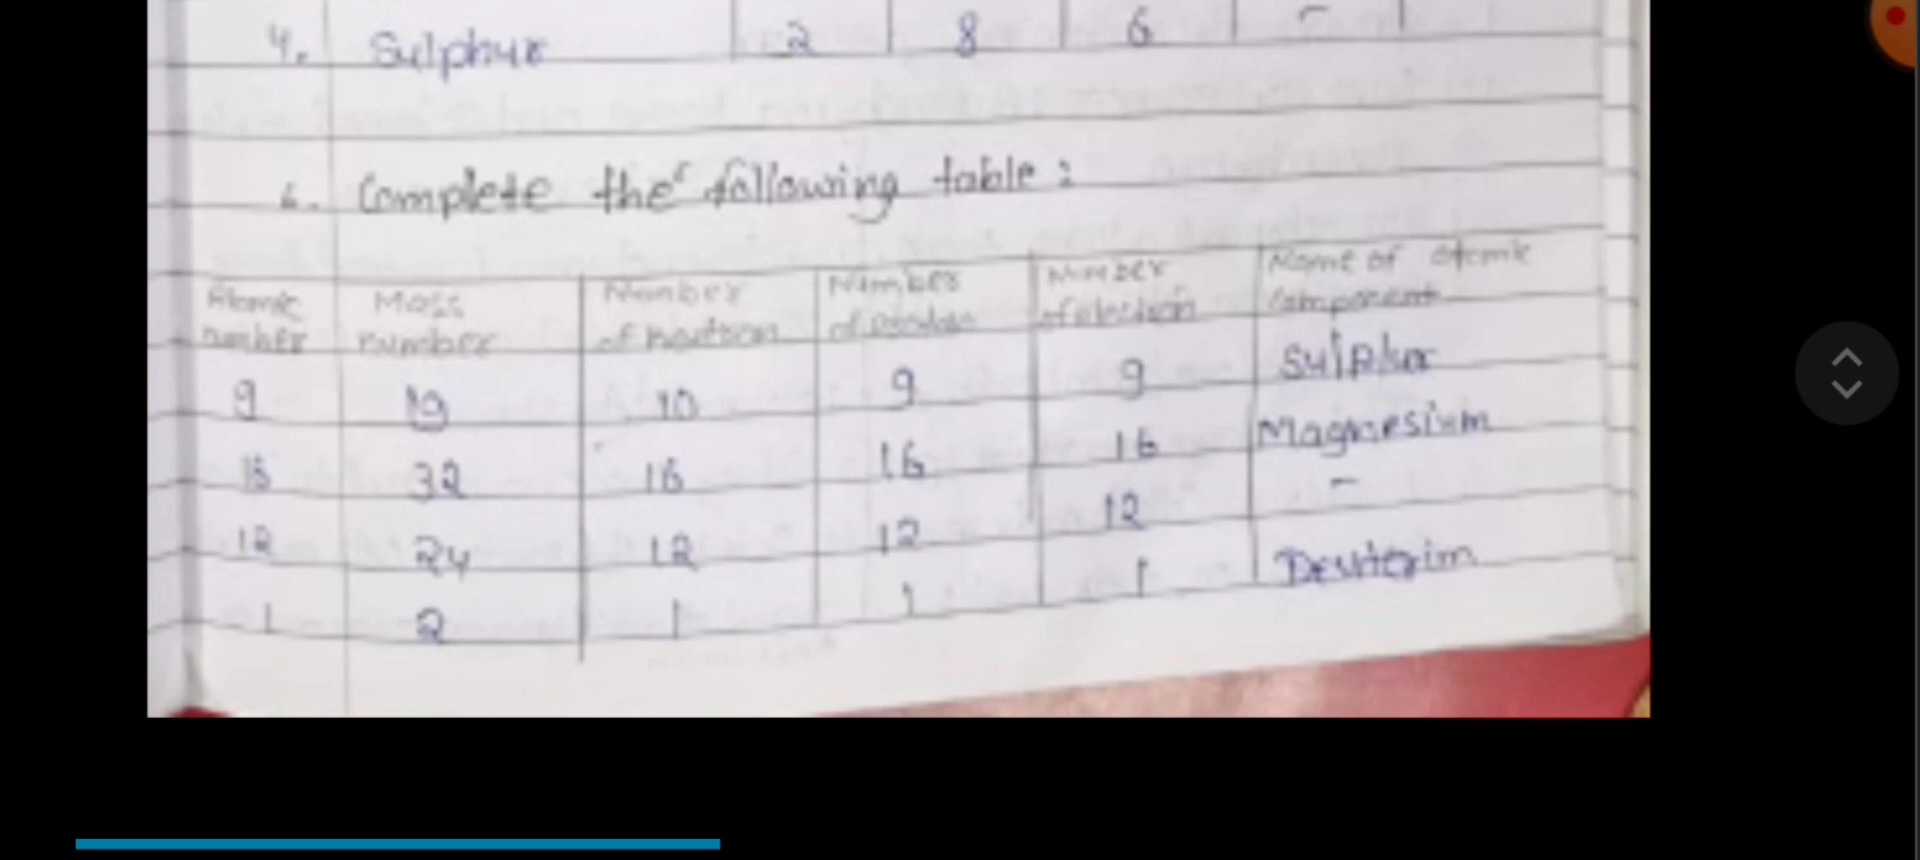 4. Sulphur 2 8 6 -
6. Complete the following table :
Atomic number Mass number Number of Neutron Number of Proton Number of electron Name of atomic component
9 19 10 9 9 Sulphur
16 32 16 16 16 Magnesium
12 24 12 12 12 -
1 2 1 1 1 Deuterim